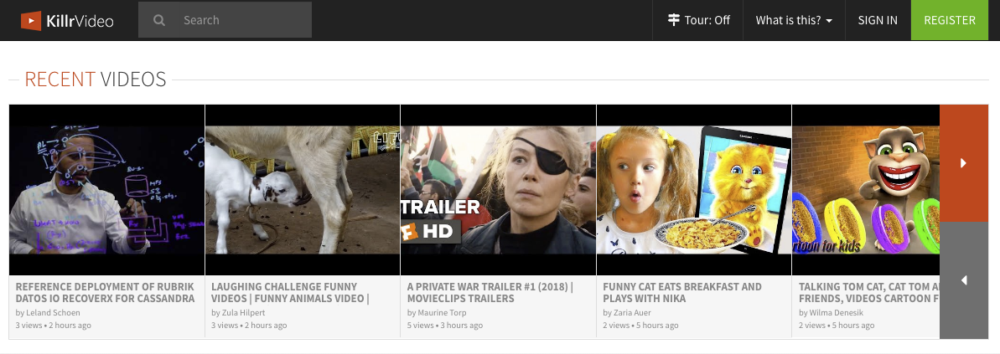 KillrVideo
Search
Tour: Off
What is this?
SIGN IN
REGISTER
RECENT VIDEOS
TRAILER
HD
rtoon for kids
REFERENCE DEPLOYMENT OF RUBRIK
DATOS IO RECOVERX FOR CASSANDRA
by Leland Schoen
3 views • 2 hours ago
LAUGHING CHALLENGE FUNNY
VIDEOS | FUNNY ANIMALS VIDEO |
by Zula Hilpert
3 views • 2 hours ago
A PRIVATE WAR TRAILER #1 (2018) |
MOVIECLIPS TRAILERS
by Maurine Torp
5 views • 3 hours ago
FUNNY CAT EATS BREAKFAST AND
PLAYS WITH NIKA
by Zaria Auer
2 views • 5 hours ago
TALKING TOM CAT, CAT TOM A
FRIENDS, VIDEOS CARTOON F
by Wilma Denesik
2 views • 5 hours ago